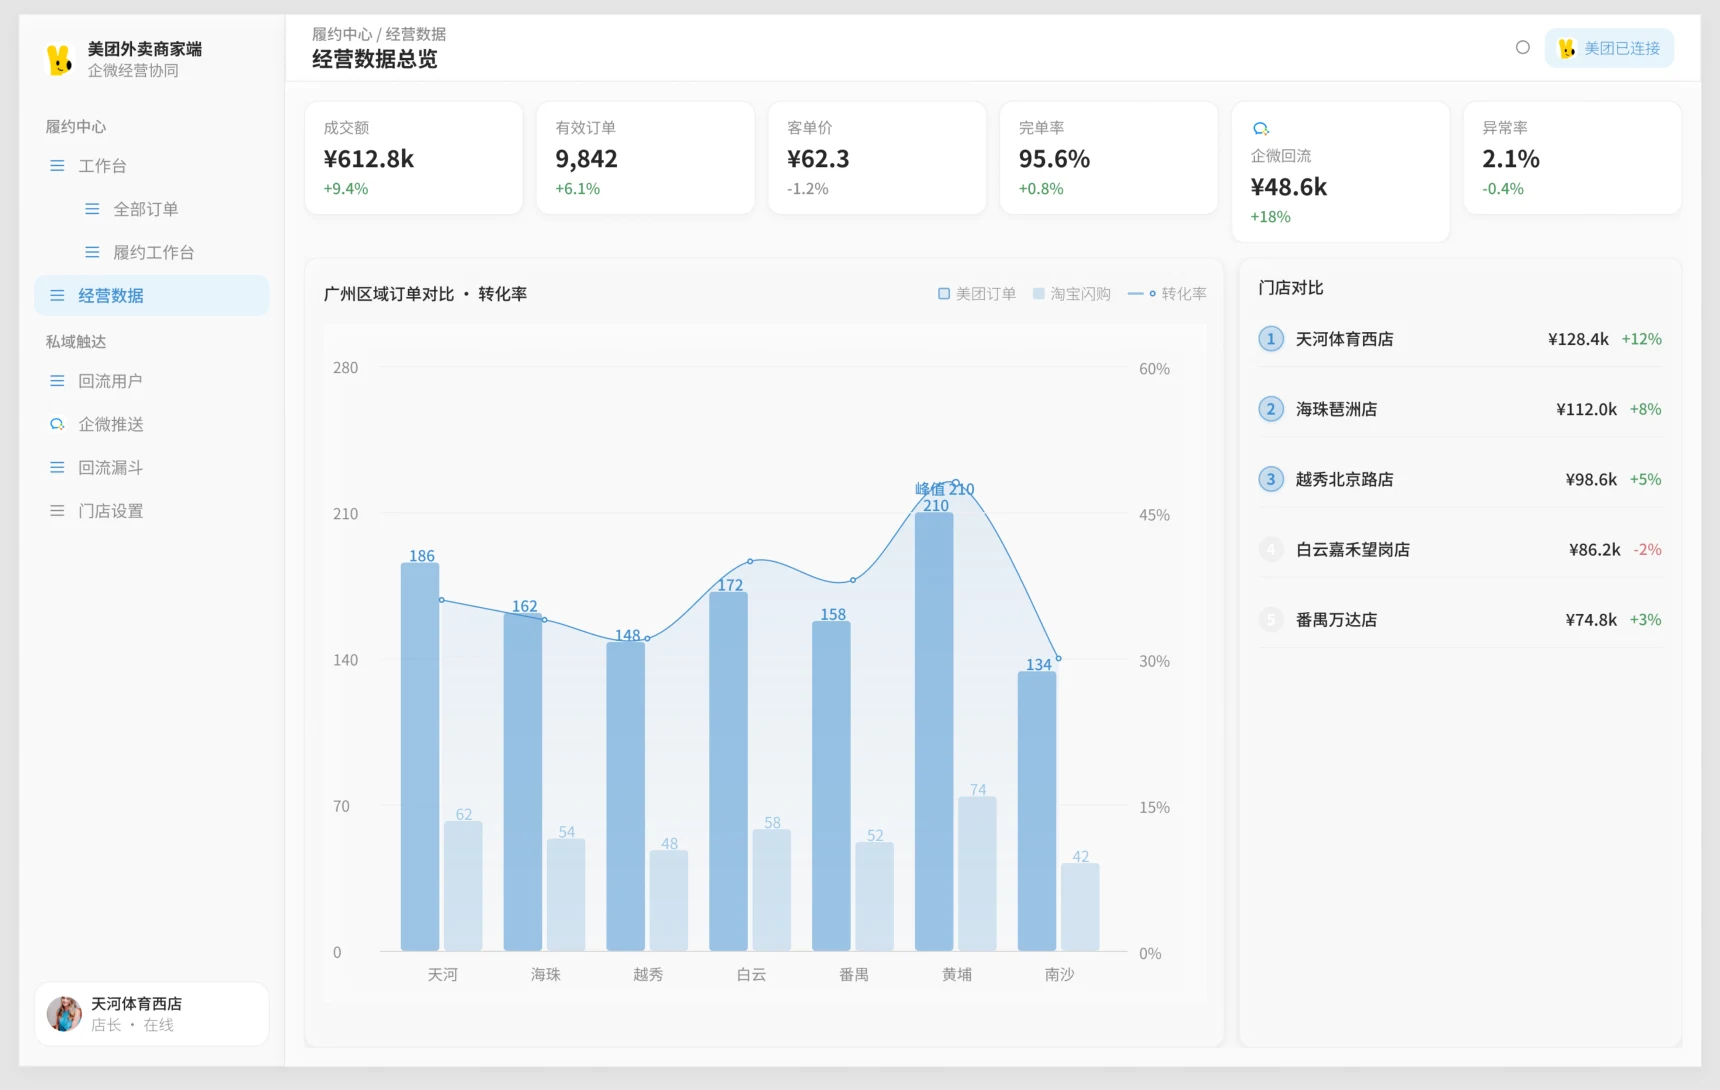 美团外卖商家端
企微经营协同
履约中心
工作台
全部订单
履约工作台
经营数据
私域触达
回流用户
企微推送
回流漏斗
门店设置
天河体育西店
店长 · 在线
履约中心 / 经营数据
经营数据总览
美团已连接
成交额
¥612.8k
+9.4%
有效订单
9,842
+6.1%
客单价
¥62.3
-1.2%
完单率
95.6%
+0.8%
企微回流
¥48.6k
+18%
异常率
2.1%
-0.4%
广州区域订单对比 · 转化率
美团订单 淘宝闪购 转化率
280
210
140
70
0
60%
45%
30%
15%
0%
186
162
148
172
158
峰值 210
210
134
62
54
48
58
52
74
42
天河 海珠 越秀 白云 番禺 黄埔 南沙
门店对比
1 天河体育西店 ¥128.4k +12%
2 海珠琶洲店 ¥112.0k +8%
3 越秀北京路店 ¥98.6k +5%
4 白云嘉禾望岗店 ¥86.2k -2%
5 番禺万达店 ¥74.8k +3%